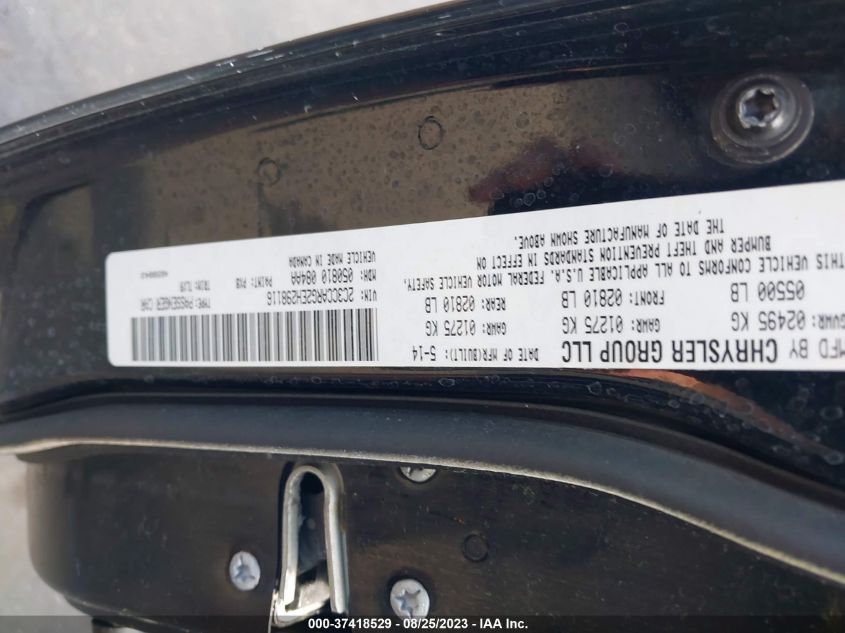 MFD BY CHRYSLER GROUP LLC
DATE OF MFR(BUILT): 5-14
GVWR: 02495 KG
GAWR: 01275 KG
GAWR: 01275 KG
05500 LB
FRONT: 02810 LB
REAR: 02810 LB
THIS VEHICLE CONFORMS TO ALL APPLICABLE U.S.A. FEDERAL MOTOR VEHICLE SAFETY,
BUMPER AND THEFT PREVENTION STANDARDS IN EFFECT ON
THE DATE OF MANUFACTURE SHOWN ABOVE.
VIN: 2C3CCARG2EH298116
TYPE: PASSENGER CAR
MDH: 050810 084AA
PAINT: PX8
TRIM: TLX9
VEHICLE MADE IN CANADA
000-37418529 - 08/25/2023 - IAA Inc.